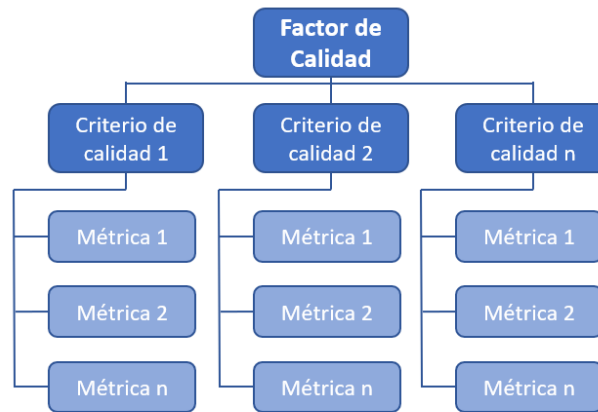 Factor de
Calidad
Criterio de
calidad 1
Criterio de
calidad 2
Criterio de
calidad n
Métrica 1
Métrica 1
Métrica 1
Métrica 2
Métrica 2
Métrica 2
Métrica n
Métrica n
Métrica n